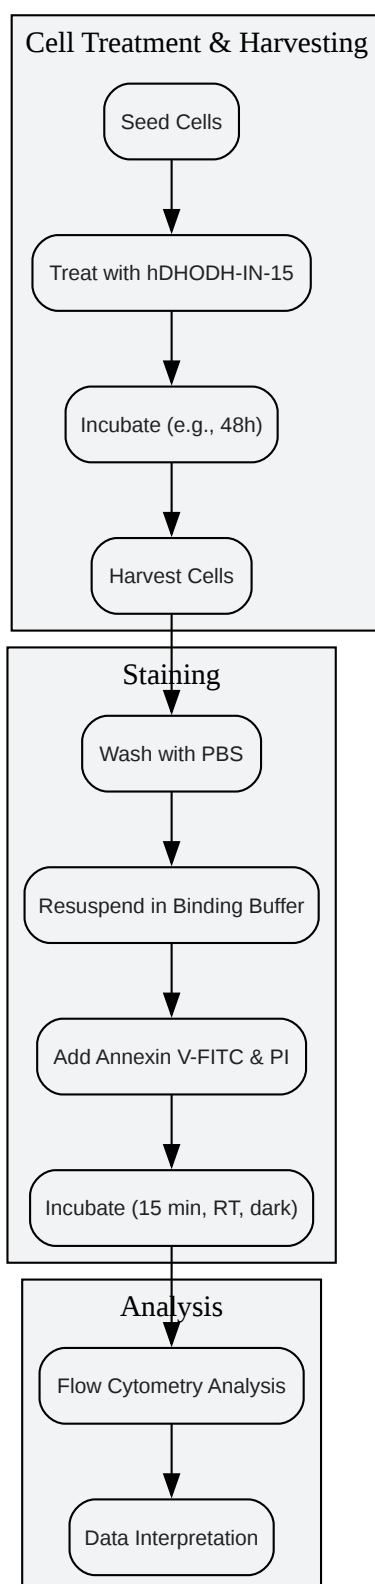 Cell Treatment & Harvesting
Seed Cells
Treat with hDHODH-IN-15
Incubate (e.g., 48h)
Harvest Cells
Staining
Wash with PBS
Resuspend in Binding Buffer
Add Annexin V-FITC & PI
Incubate (15 min, RT, dark)
Analysis
Flow Cytometry Analysis
Data Interpretation